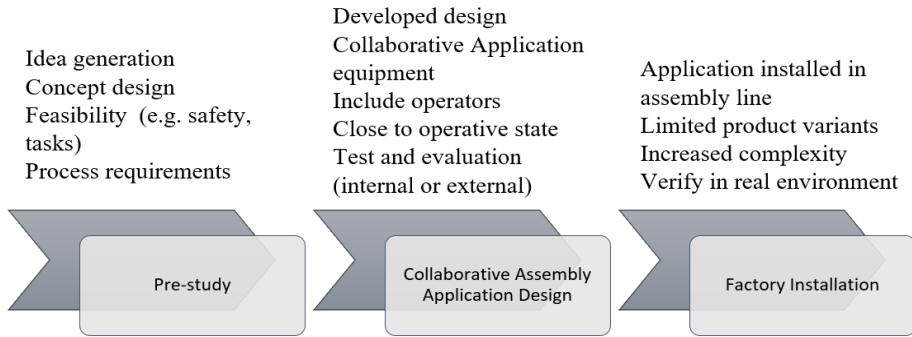 Idea generation
Concept design
Feasibility  (e.g. safety,
tasks)
Process requirements
Pre-study
Developed design
Collaborative Application
equipment
Include operators
Close to operative state
Test and evaluation
(internal or external)
Collaborative Assembly
Application Design
Application installed in
assembly line
Limited product variants
Increased complexity
Verify in real environment
Factory Installation